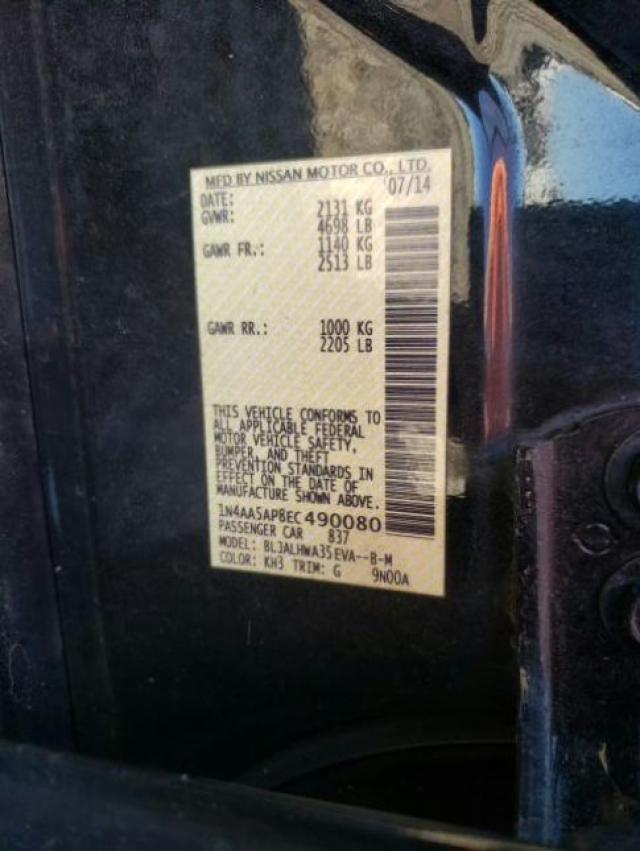 MFD BY NISSAN MOTOR CO., LTD.
DATE: 07/14
GVWR: 2131 KG
4698 LB
GAWR FR.: 1140 KG
2513 LB
GAWR RR.: 1000 KG
2205 LB
THIS VEHICLE CONFORMS TO
ALL APPLICABLE FEDERAL
MOTOR VEHICLE SAFETY,
BUMPER, AND THEFT
PREVENTION STANDARDS IN
EFFECT ON THE DATE OF
MANUFACTURE SHOWN ABOVE.
1N4AA5AP8EC490080
PASSENGER CAR 837
MODEL: BLJALHWA35EVA--B-M
COLOR: KH3 TRIM: G 9N00A